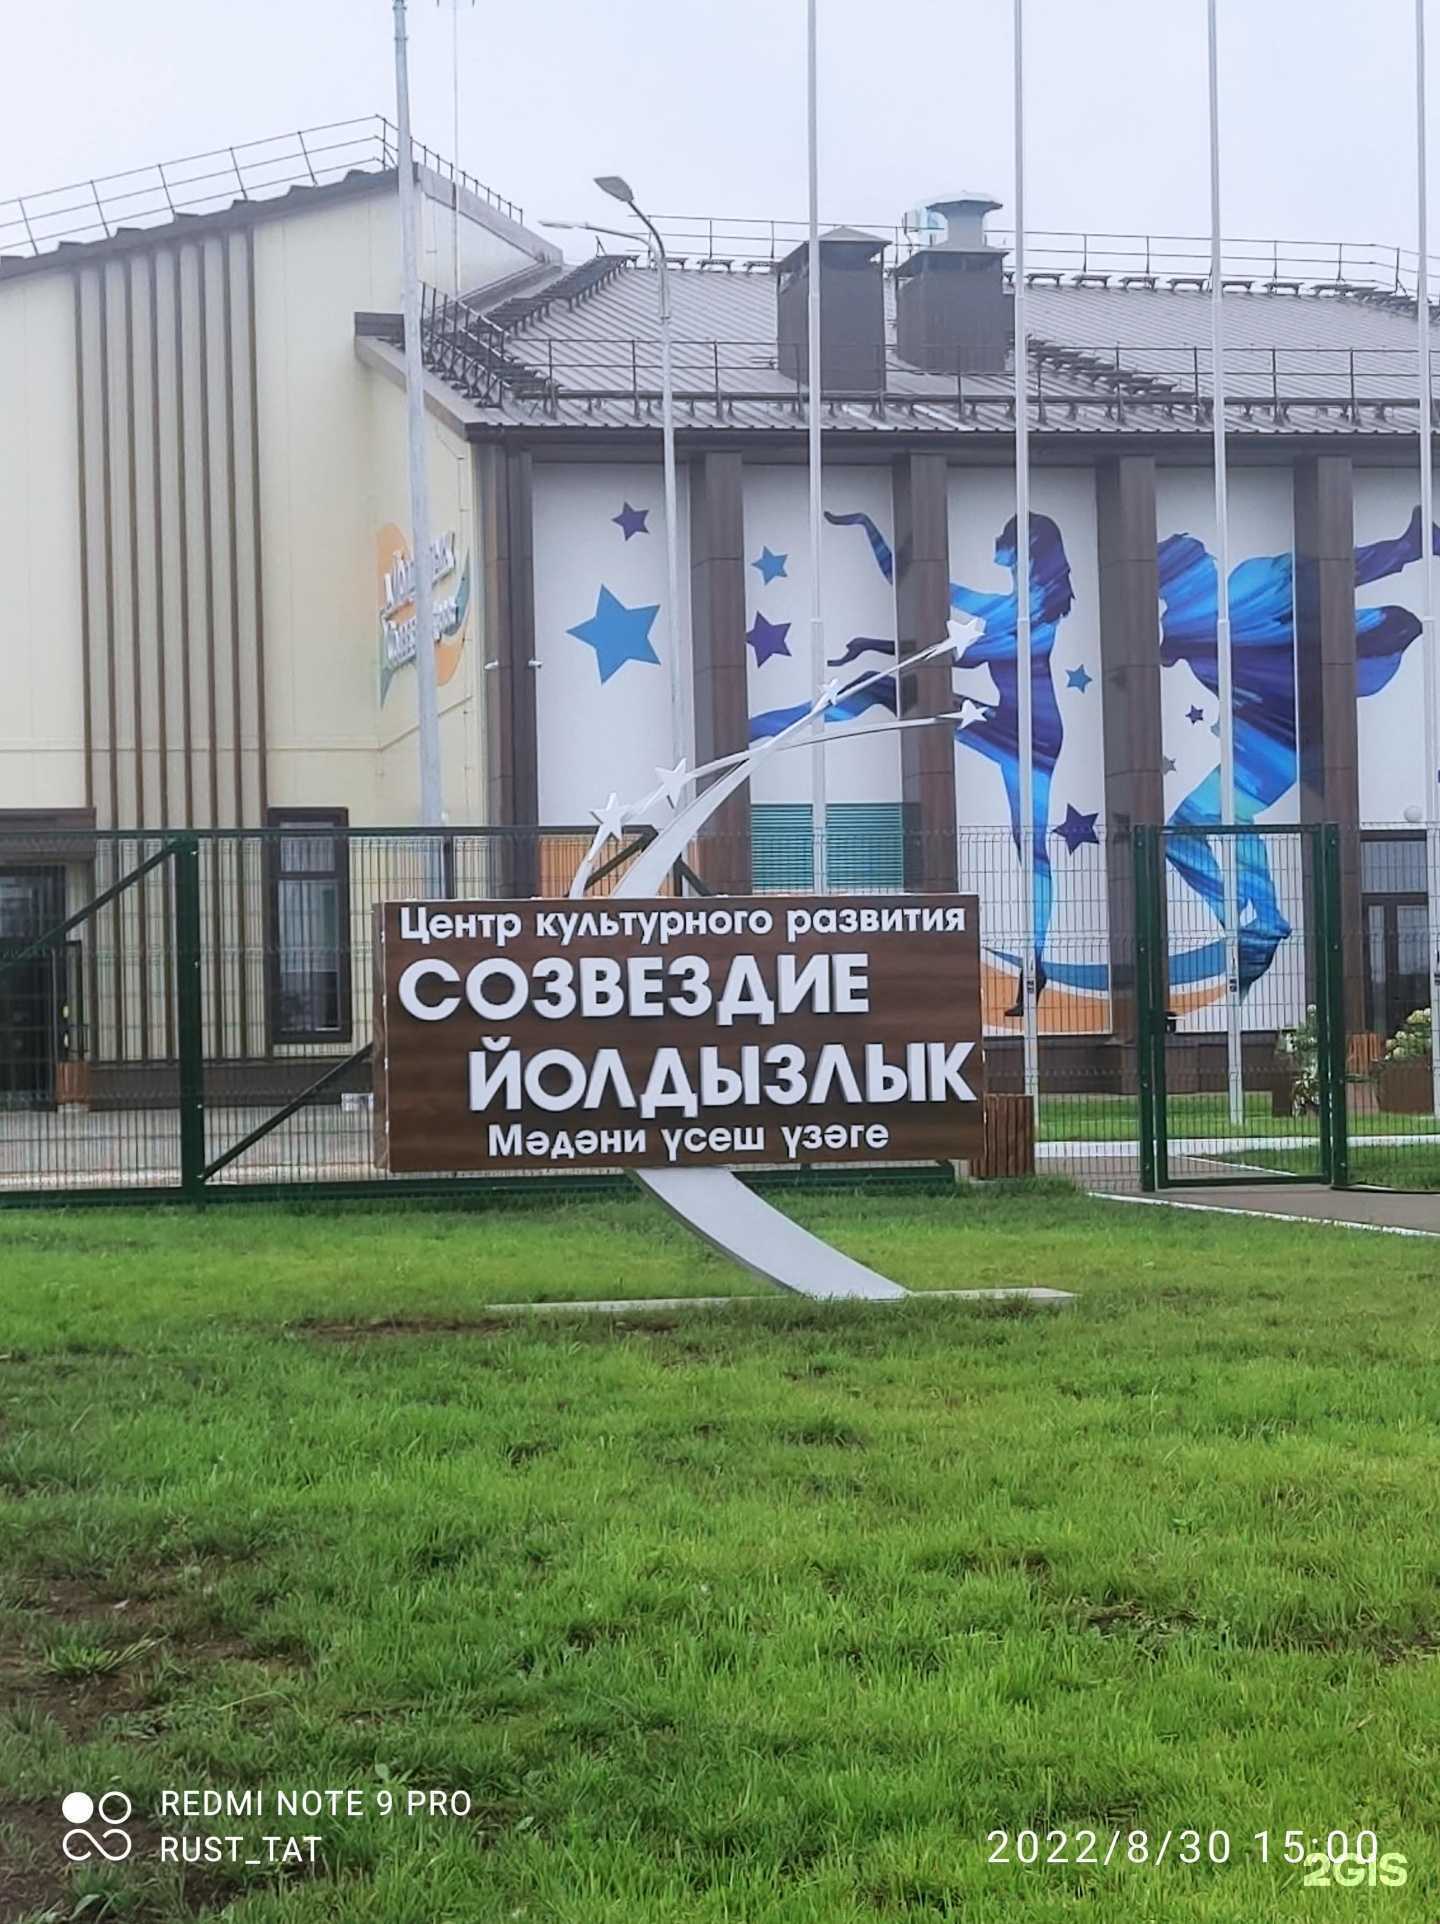 Центр культурного развития
СОЗВЕЗДИЕ
ЙОЛДЫЗЛЫК
Мәдәни үсеш үзәге
REDMI NOTE 9 PRO
RUST_TAT
2022/8/30 15:00
2GIS